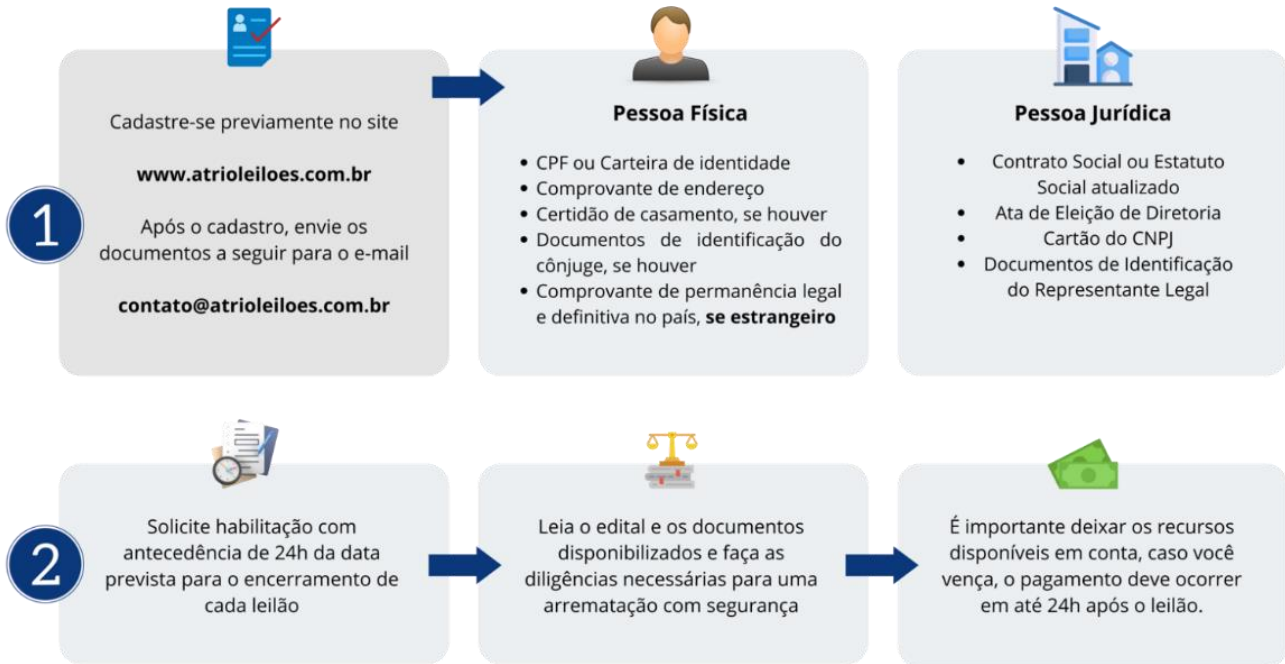 1
Cadastre-se previamente no site
www.atrioleiloes.com.br
Após o cadastro, envie os
documentos a seguir para o e-mail
contato@atrioleiloes.com.br
Pessoa Física
• CPF ou Carteira de identidade
• Comprovante de endereço
• Certidão de casamento, se houver
• Documentos de identificação do
cônjuge, se houver
• Comprovante de permanência legal
e definitiva no país, se estrangeiro
Pessoa Jurídica
• Contrato Social ou Estatuto
Social atualizado
• Ata de Eleição de Diretoria
• Cartão do CNPJ
• Documentos de Identificação
do Representante Legal
2
Solicite habilitação com
antecedência de 24h da data
prevista para o encerramento de
cada leilão
Leia o edital e os documentos
disponibilizados e faça as
diligências necessárias para uma
arrematação com segurança
É importante deixar os recursos
disponíveis em conta, caso você
vença, o pagamento deve ocorrer
em até 24h após o leilão.